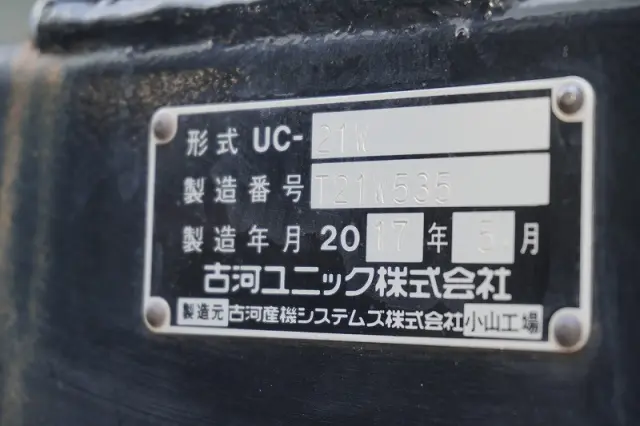 形式 UC-21W
製造番号 T21A535
製造年月 2017年5月
古河ユニック株式会社
製造元 古河産機システムズ株式会社 小山工場